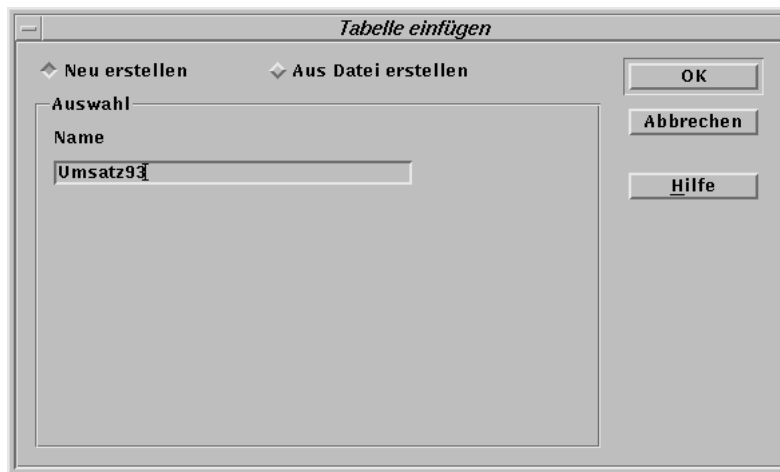 Tabelle einfügen
Neu erstellen
Aus Datei erstellen
OK
Auswahl
Abbrechen
Name
Umsatz93
Hilfe